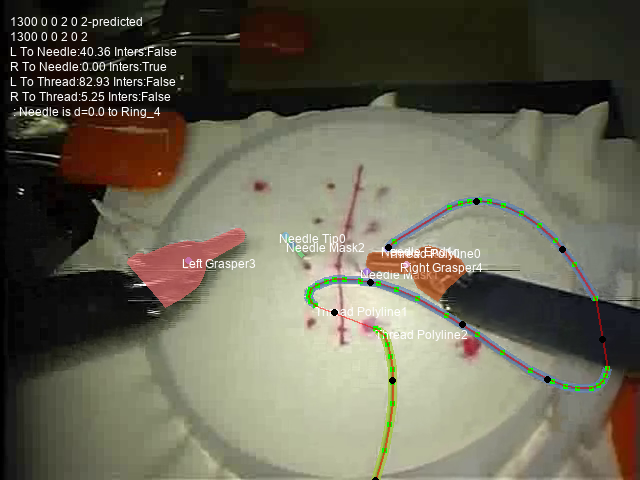 1300 0 0 2 0 2-predicted
1300 0 0 2 0 2
L To Needle:40.36 Inters:False
R To Needle:0.00 Inters:True
L To Thread:82.93 Inters:False
R To Thread:5.25 Inters:False
: Needle is d=0.0 to Ring_4
Needle Tip0
Needle Mask2
Thread Polyline0
Left Grasper3
Right Grasper4
Needle Mask1
Thread Polyline1
Thread Polyline2